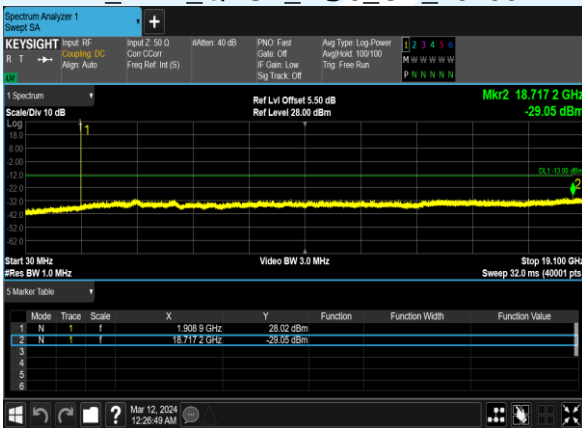 Spectrum Analyzer 1
Swept SA
+
KEYSIGHT
R T
LW
Input: RF
Coupling: DC
Align: Auto
Input Z: 50 Ω
Corr CCorr
Freq Ref: Int (S)
#Atten: 40 dB
PNO: Fast
Gate: Off
IF Gain: Low
Sig Track: Off
Avg Type: Log-Power
Avg|Hold: 100/100
Trig: Free Run
1 2 3 4 5 6
M W W W W W
P N N N N N
1 Spectrum
Scale/Div 10 dB
Ref Lvl Offset 5.50 dB
Ref Level 28.00 dBm
Mkr2 18.717 2 GHz
-29.05 dBm
Log
18.0
8.00
-2.00
-12.0
-22.0
-32.0
-42.0
-52.0
-62.0
1
DL1 -13.00 dBm
2
Start 30 MHz
#Res BW 1.0 MHz
Video BW 3.0 MHz
Stop 19.100 GHz
Sweep 32.0 ms (40001 pts)
5 Marker Table
Mode Trace Scale X Y Function Function Width Function Value
1 N 1 f 1.908 9 GHz 28.02 dBm
2 N 1 f 18.717 2 GHz -29.05 dBm
3
4
5
6
?
Mar 12, 2024
12:26:49 AM